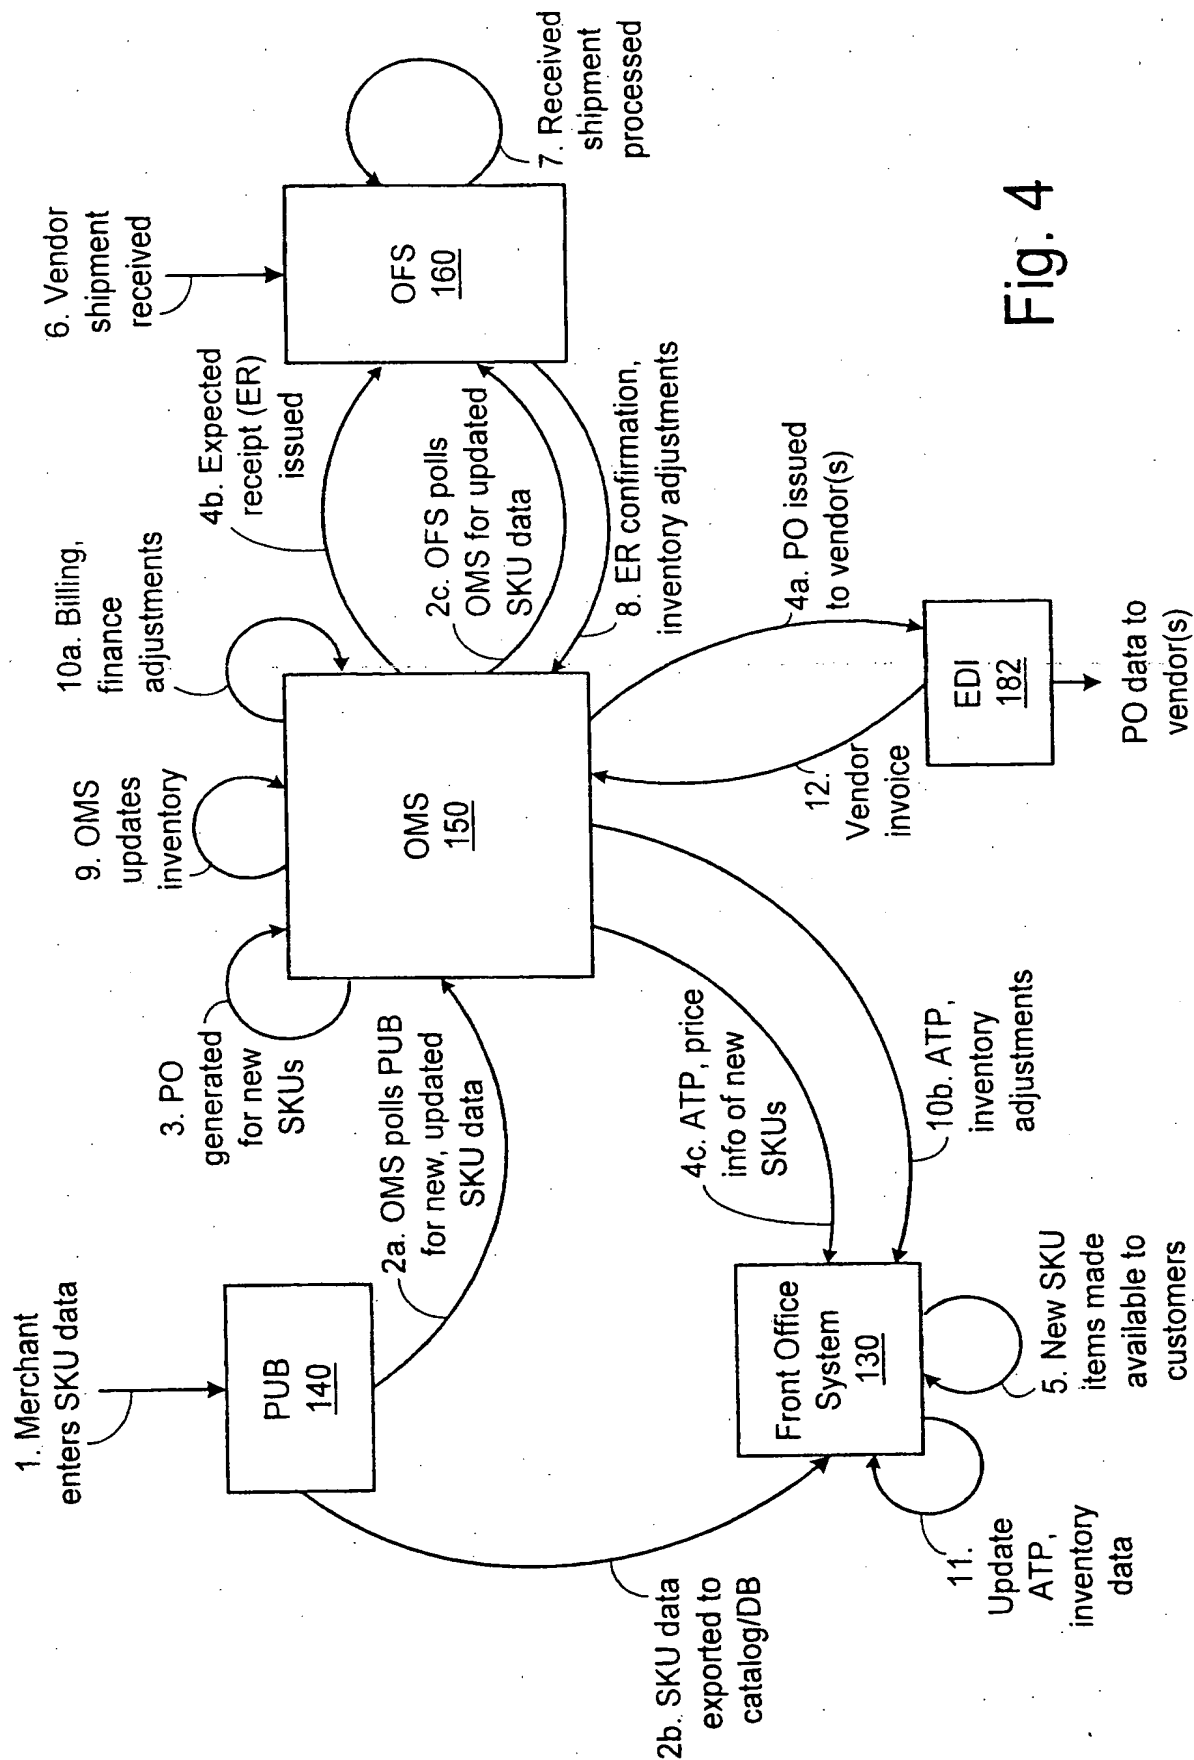 1. Merchant
enters SKU data
PUB
140
2a. OMS polls PUB
for new, updated
SKU data
2b. SKU data
exported to
catalog/DB
3. PO
generated
for new
SKUs
9. OMS
updates
inventory
10a. Billing,
finance
adjustments
OMS
150
4b. Expected
receipt (ER)
issued
2c. OFS polls
OMS for updated
SKU data
8. ER confirmation,
inventory adjustments
6. Vendor
shipment
received
OFS
160
7. Received
shipment
processed
4a. PO issued
to vendor(s)
12.
Vendor
invoice
EDI
182
PO data to
vendor(s)
4c. ATP, price
info of new
SKUs
10b. ATP,
inventory
adjustments
Front Office
System
130
5. New SKU
items made
available to
customers
11.
Update
ATP,
inventory
data
Fig. 4